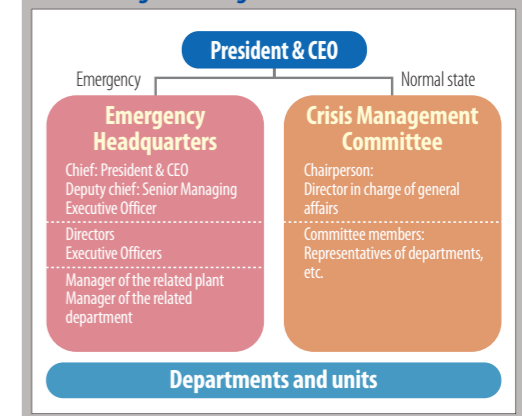 President & CEO
Emergency
Normal state
Emergency
Headquarters
Chief: President & CEO
Deputy chief: Senior Managing
Executive Officer
Directors
Executive Officers
Manager of the related plant
Manager of the related
department
Crisis Management
Committee
Chairperson:
Director in charge of general
affairs
Committee members:
Representatives of departments,
etc.
Departments and units